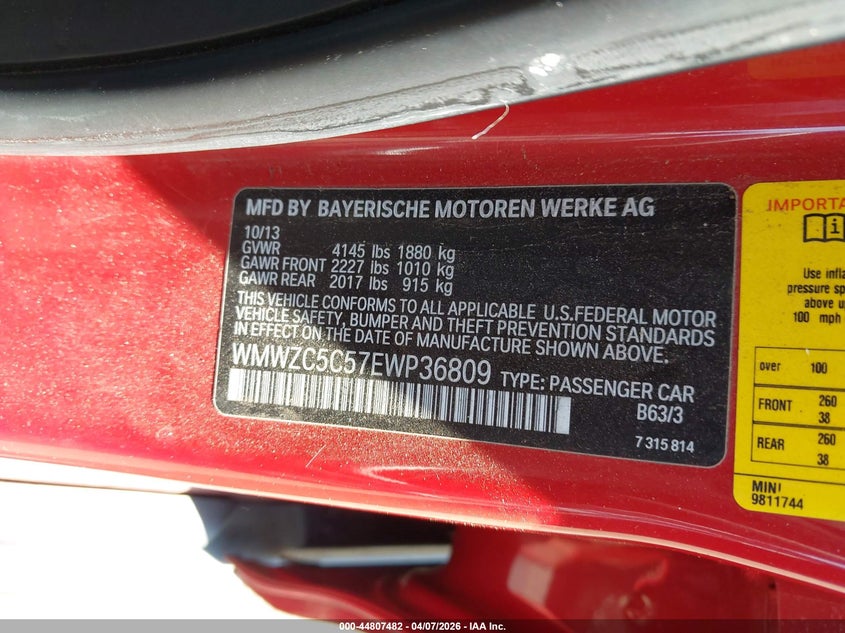 MFD BY BAYERISCHE MOTOREN WERKE AG
10/13
GVWR 4145 lbs 1880 kg
GAWR FRONT 2227 lbs 1010 kg
GAWR REAR 2017 lbs 915 kg
THIS VEHICLE CONFORMS TO ALL APPLICABLE U.S.FEDERAL MOTOR
VEHICLE SAFETY, BUMPER AND THEFT PREVENTION STANDARDS
IN EFFECT ON THE DATE OF MANUFACTURE SHOWN ABOVE.
WMWZC5C57EWP36809 TYPE: PASSENGER CAR
B63/3
7 315 814
Use infla
pressure sp
above u
100 mph
over 100
FRONT 260
38
REAR 260
38
MINI
9811744
000-44807482 - 04/07/2026 - IAA Inc.